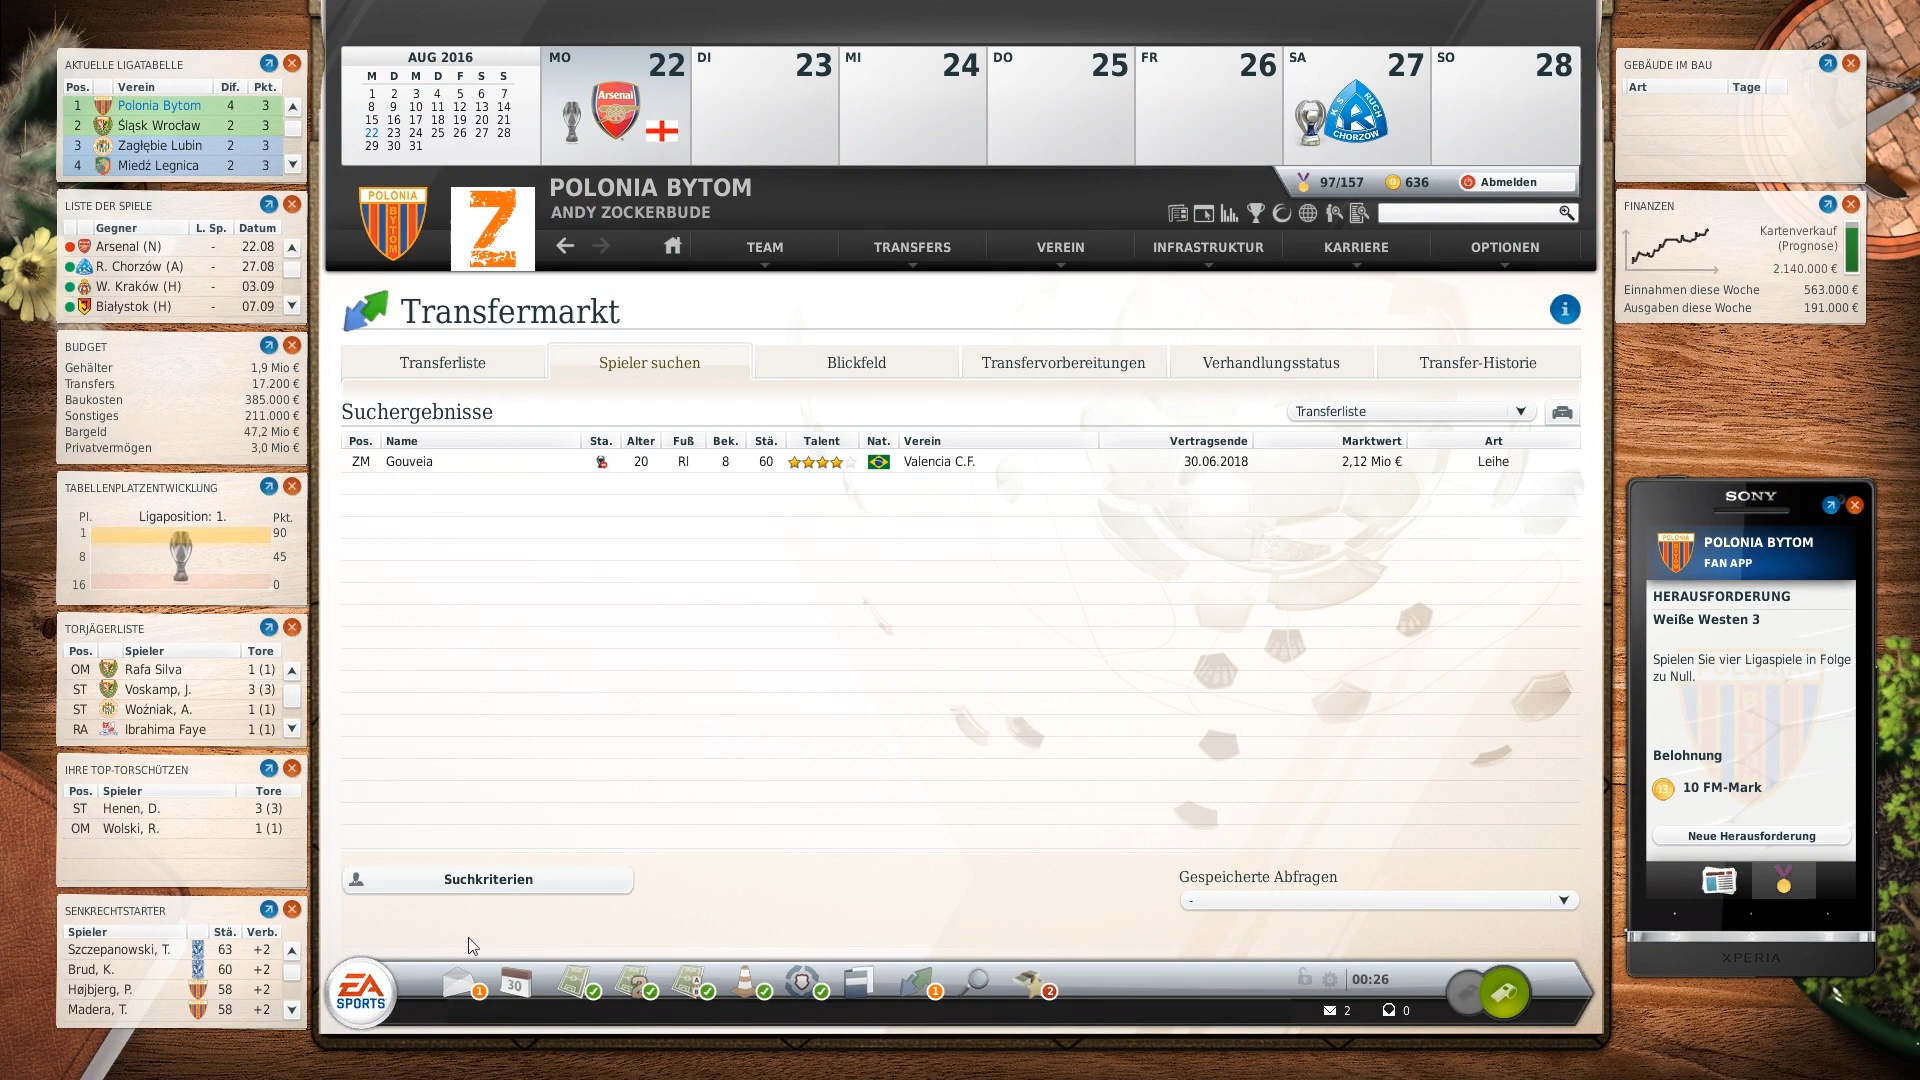 AKTUELLE LIGATABELLE
Pos. Verein Dif. Pkt.
1 Polonia Bytom 4 3
2 Śląsk Wrocław 2 3
3 Zagłębie Lubin 2 3
4 Miedź Legnica 2 3
LISTE DER SPIELE
Gegner L. Sp. Datum
Arsenal (N) - 22.08
R. Chorzów (A) - 27.08
W. Kraków (H) - 03.09
Białystok (H) - 07.09
BUDGET
Gehälter 1,9 Mio €
Transfers 17.200 €
Baukosten 385.000 €
Sonstiges 211.000 €
Bargeld 47,2 Mio €
Privatvermögen 3,0 Mio €
TABELLENPLATZENTWICKLUNG
Pl. Ligaposition: 1. Pkt.
1 90
8 45
16 0
TORJÄGERLISTE
Pos. Spieler Tore
OM Rafa Silva 1 (1)
ST Voskamp, J. 3 (3)
ST Woźniak, A. 1 (1)
RA Ibrahima Faye 1 (1)
IHRE TOP-TORSCHÜTZEN
Pos. Spieler Tore
ST Henen, D. 3 (3)
OM Wolski, R. 1 (1)
SENKRECHTSTARTER
Spieler Stä. Verb.
Szczepanowski, T. 63 +2
Brud, K. 60 +2
Højbjerg, P. 58 +2
Madera, T. 58 +2
AUG 2016
M D M D F S S
1 2 3 4 5 6 7
8 9 10 11 12 13 14
15 16 17 18 19 20 21
22 23 24 25 26 27 28
29 30 31
MO 22 DI 23 MI 24 DO 25 FR 26 SA 27 SO 28
Arsenal
K. S. RUCH
CHORZÓW
POLONIA
BYTOM
Z
POLONIA BYTOM
ANDY ZOCKERBUDE
97/157 636 Abmelden
TEAM TRANSFERS VEREIN INFRASTRUKTUR KARRIERE OPTIONEN
Transfermarkt
i
Transferliste Spieler suchen Blickfeld Transfervorbereitungen Verhandlungsstatus Transfer-Historie
Suchergebnisse
Transferliste
Pos. Name Sta. Alter Fuß Bek. Stä. Talent Nat. Verein Vertragsende Marktwert Art
ZM Gouveia 20 Rl 8 60 Valencia C.F. 30.06.2018 2,12 Mio € Leihe
Suchkriterien
Gespeicherte Abfragen
-
EA
SPORTS
1 30 1 2
00:26
2 0
GEBÄUDE IM BAU
Art Tage
FINANZEN
Kartenverkauf
(Prognose)
2.140.000 €
Einnahmen diese Woche 563.000 €
Ausgaben diese Woche 191.000 €
SONY
POLONIA BYTOM
FAN APP
HERAUSFORDERUNG
Weiße Westen 3
Spielen Sie vier Ligaspiele in Folge
zu Null.
Belohnung
13 10 FM-Mark
Neue Herausforderung
XPERIA